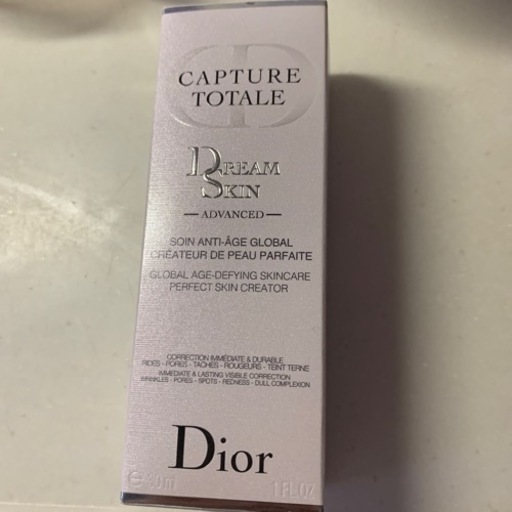 CAPTURE
TOTALE
DREAM
SKIN
— ADVANCED —
SOIN ANTI-ÂGE GLOBAL
CRÉATEUR DE PEAU PARFAITE
GLOBAL AGE-DEFYING SKINCARE
PERFECT SKIN CREATOR
CORRECTION IMMÉDIATE & DURABLE
RIDES - PORES - TACHES - ROUGEURS - TEINT TERNE
IMMEDIATE & LASTING VISIBLE CORRECTION
WRINKLES - PORES - SPOTS - REDNESS - DULL COMPLEXION
Dior
℮ 30 ml 1 FL OZ